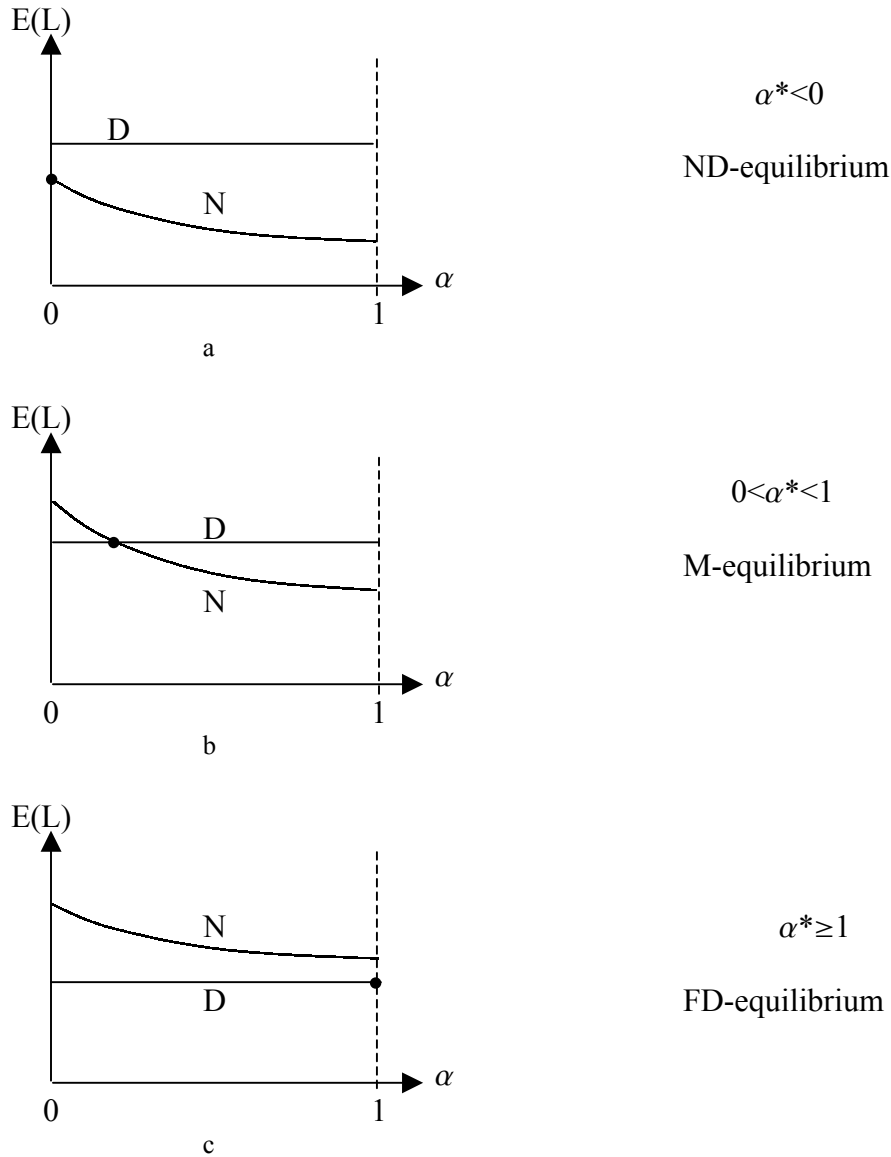 E(L)
α*<0
D
ND-equilibrium
N
α
0 1
a
E(L)
0<α*<1
D
M-equilibrium
N
α
0 1
b
E(L)
N
α*≥1
D
FD-equilibrium
α
0 1
c